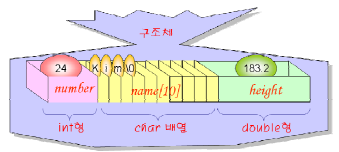 구조체
24 K i m \0 183.2
number name[10] height
int형 char 배열 double형